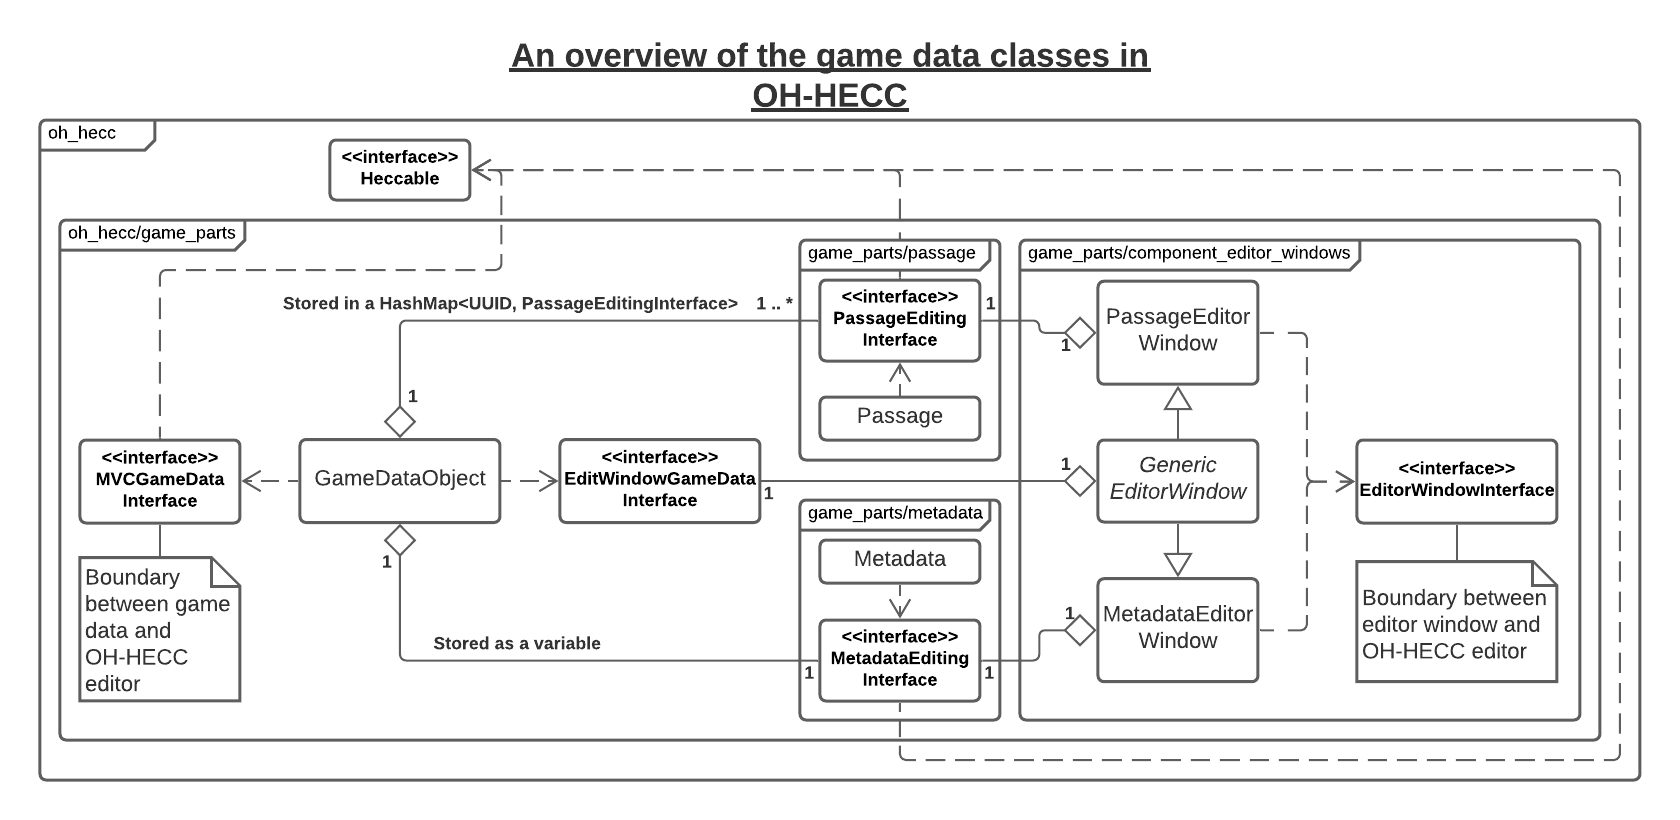 An overview of the game data classes in
OH-HECC
oh_hecc
<<interface>>
Heccable
oh_hecc/game_parts
game_parts/passage
game_parts/component_editor_windows
Stored in a HashMap<UUID, PassageEditingInterface>
1 .. *
<<interface>>
PassageEditing
Interface
1
1
PassageEditor
Window
1
Passage
<<interface>>
MVCGameData
Interface
GameDataObject
<<interface>>
EditWindowGameData
Interface
1
1
Generic
EditorWindow
<<interface>>
EditorWindowInterface
game_parts/metadata
Metadata
1
Boundary
between game
data and
OH-HECC
editor
Stored as a variable
1
<<interface>>
MetadataEditing
Interface
1
1
MetadataEditor
Window
Boundary between
editor window and
OH-HECC editor